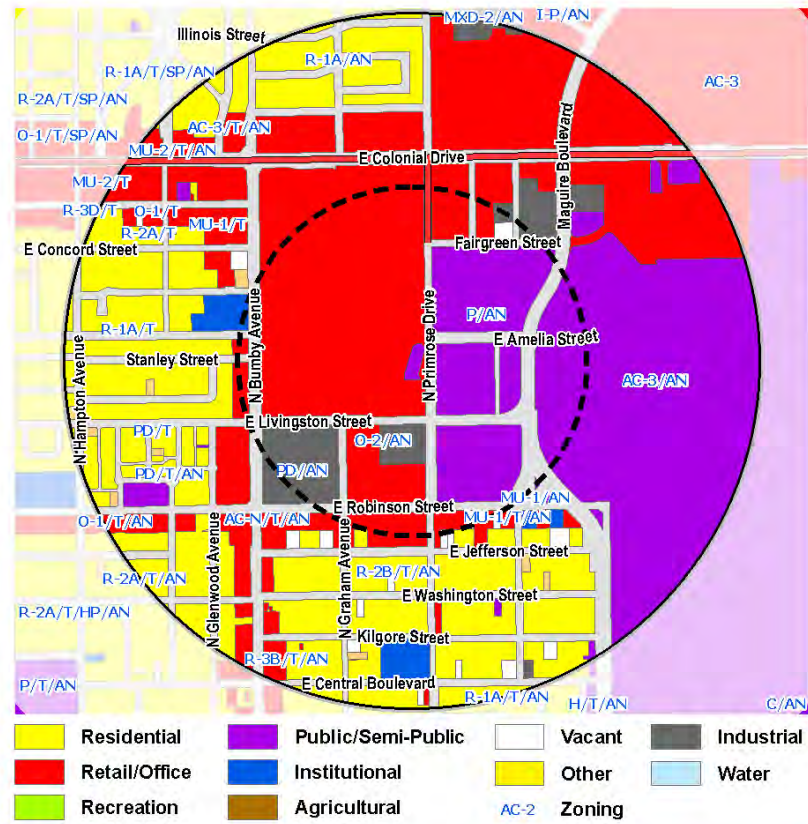 MXD-2/AN
I-P/AN
Illinois Street
R-1A/AN
R-1A/T/SP/AN
AC-3
R-2A/T/SP/AN
O-1/T/SP/AN
AC-3/T/AN
MU-2/T/AN
E Colonial Drive
Maguire Boulevard
MU-2/T
R-3D/T
O-1/T
MU-1/T
R-2A/T
E Concord Street
Fairgreen Street
P/AN
R-1A/T
N Bumby Avenue
N Primrose Drive
E Amelia Street
Stanley Street
N Hampton Avenue
AC-3/AN
E Livingston Street
PD/T
O-2/AN
PD/T/AN
PD/AN
MU-1/AN
E Robinson Street
O-1/T/AN
AC-N/T/AN
MU-1/T/AN
N Glenwood Avenue
N Graham Avenue
E Jefferson Street
R-2A/T/AN
R-2B/T/AN
E Washington Street
R-2A/T/HP/AN
Kilgore Street
R-3B/T/AN
P/T/AN
E Central Boulevard
R-1A/T/AN
H/T/AN
C/AN
Residential
Public/Semi-Public
Vacant
Industrial
Retail/Office
Institutional
Other
Water
Recreation
Agricultural
AC-2 Zoning